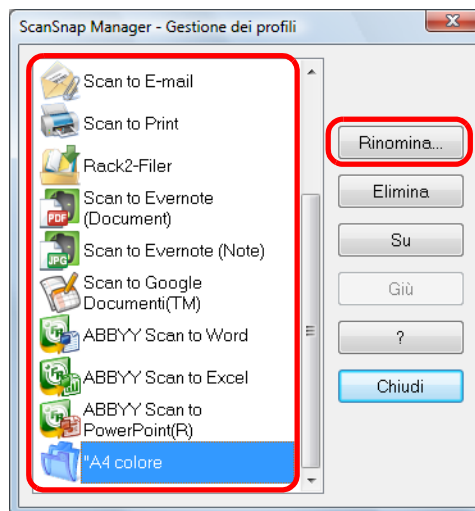 ScanSnap Manager - Gestione dei profili
Scan to E-mail
Scan to Print
Rack2-Filer
Scan to Evernote
(Document)
PDF
Scan to Evernote (Note)
JPG
Scan to Google
Documenti(TM)
ABBYY Scan to Word
ABBYY Scan to Excel
ABBYY Scan to
PowerPoint(R)
"A4 colore
Rinomina...
Elimina
Su
Giù
?
Chiudi